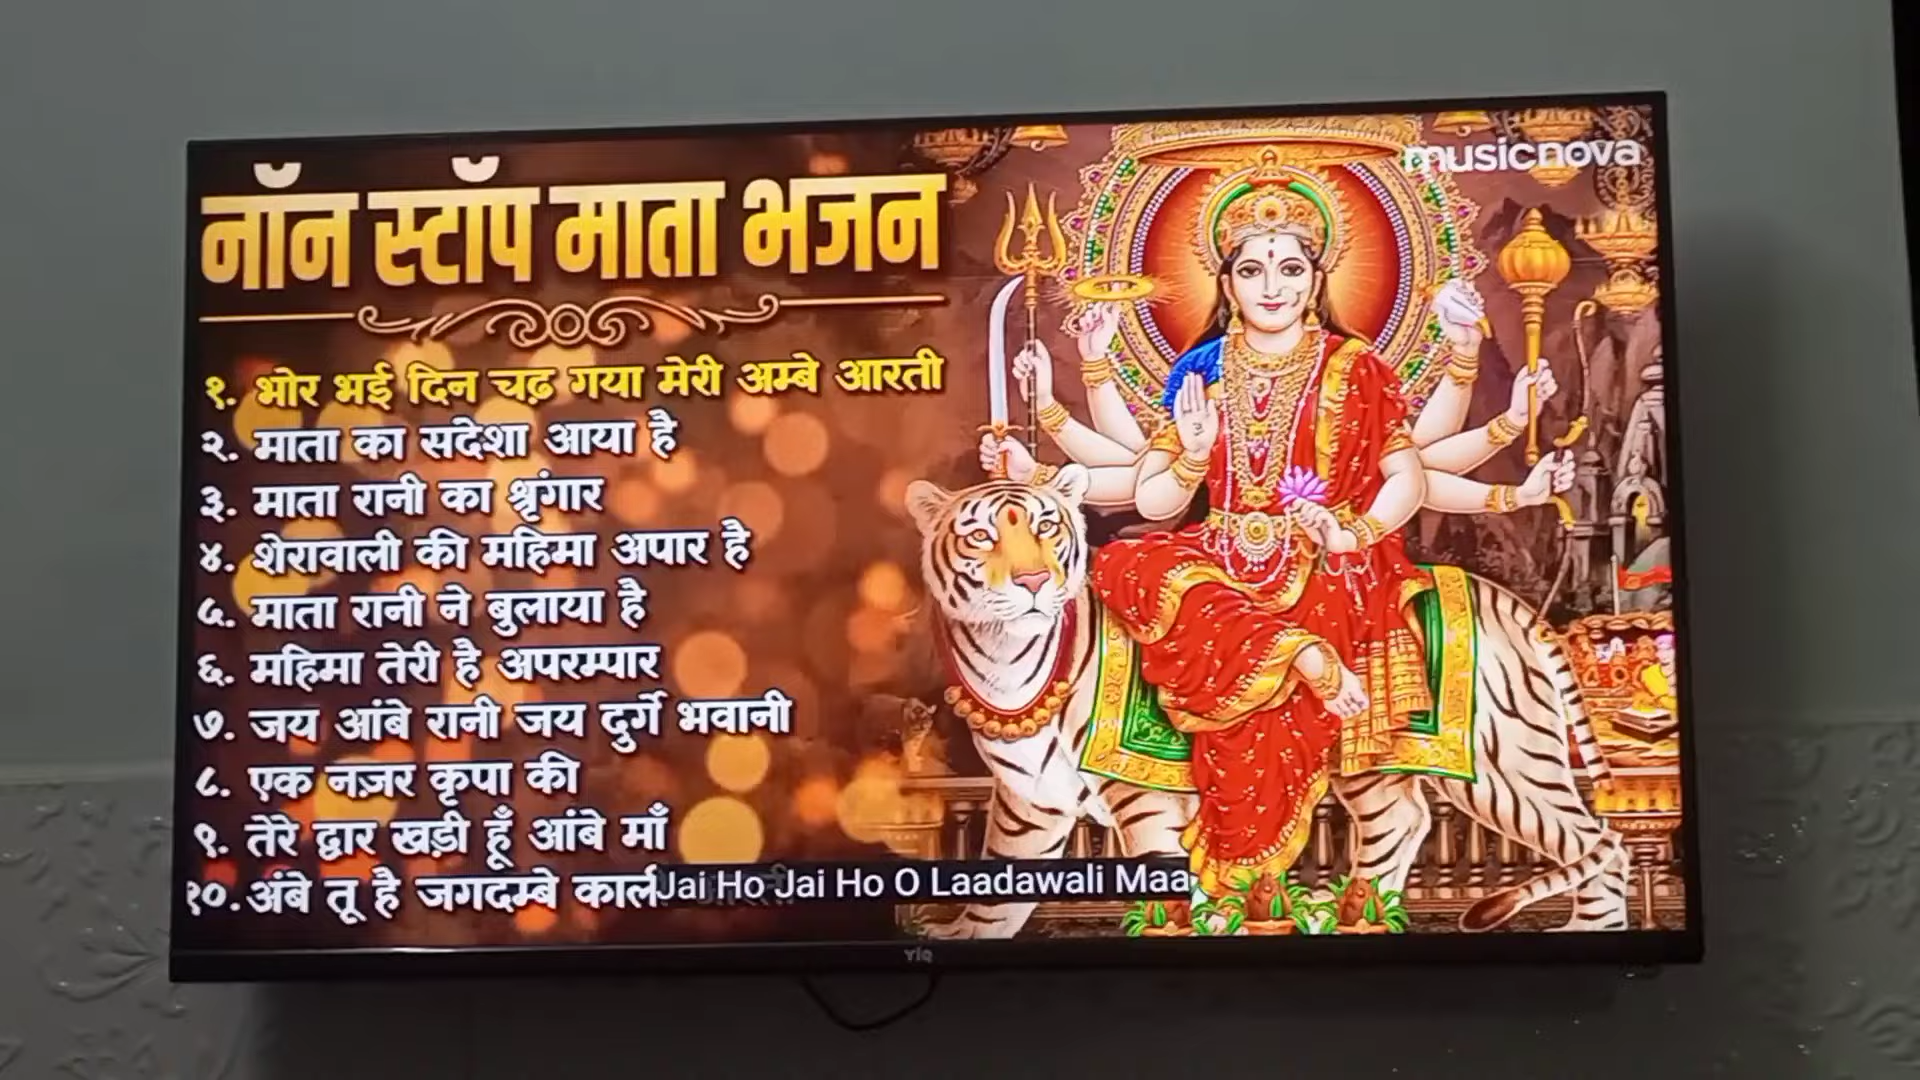 musicnova
नॉन स्टॉप माता भजन
१. भोर भई दिन चढ़ गया मेरी अम्बे आरती
२. माता का सदेशा आया है
३. माता रानी का श्रृंगार
४. शेरावाली की महिमा अपार है
५. माता रानी ने बुलाया है
६. महिमा तेरी है अपरम्पार
७. जय आंबे रानी जय दुर्गे भवानी
८. एक नज़र कृपा की
९. तेरे द्वार खड़ी हूँ आंबे माँ
१०. अंबे तू है जगदम्बे
Jai Ho Jai Ho O Laadawali Maa